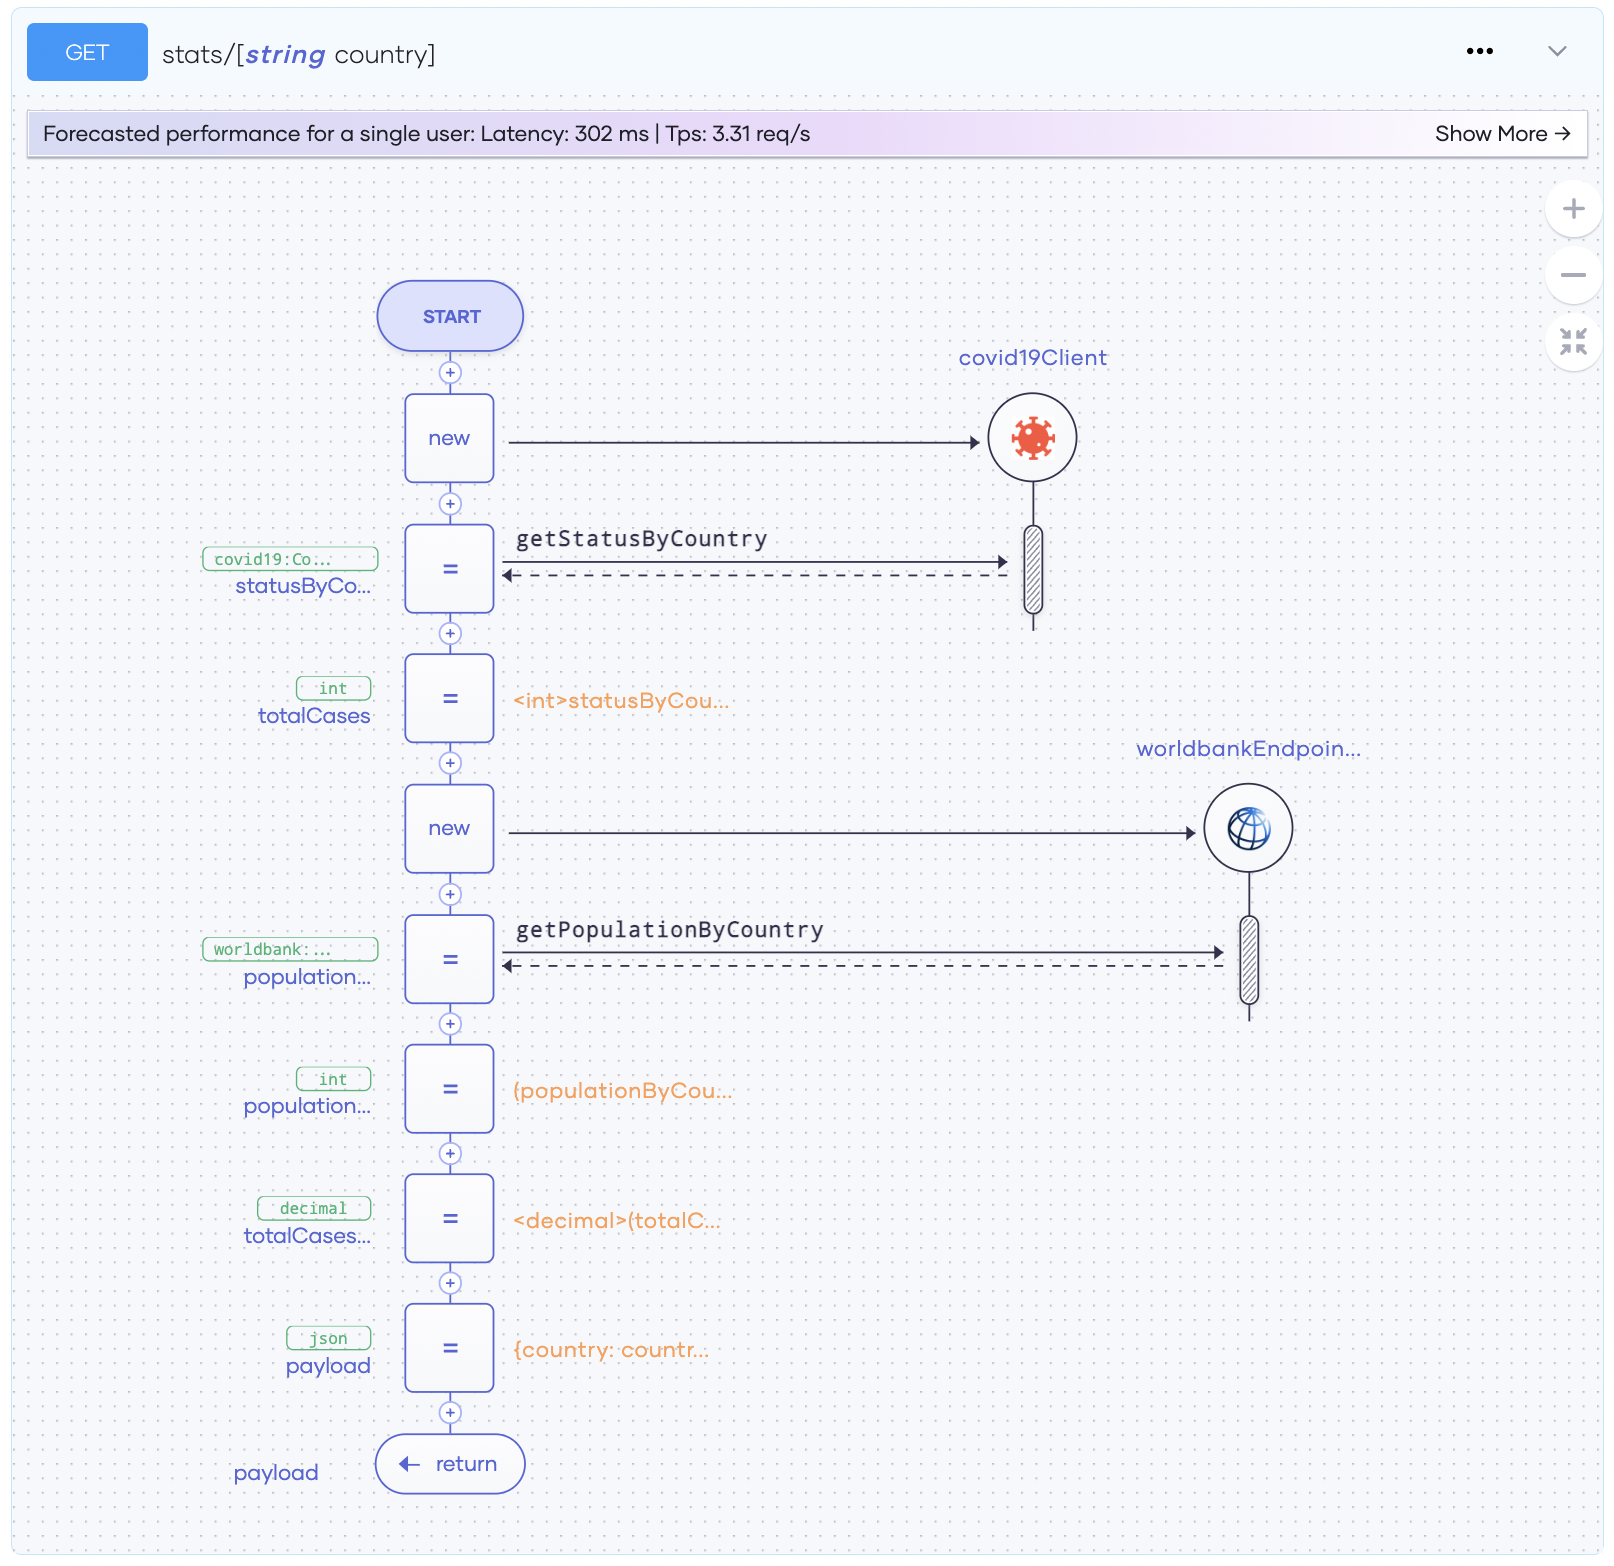 GET stats/[string country]
Forecasted performance for a single user: Latency: 302 ms | Tps: 3.31 req/s Show More →
START
covid19Client
new
getStatusByCountry
covid19:Co...
statusByCo...
=
int
totalCases
=
<int>statusByCou...
worldbankEndpoin...
new
getPopulationByCountry
worldbank:...
population...
=
int
population...
=
(populationByCou...
decimal
totalCases...
=
<decimal>(totalC...
json
payload
=
{country: countr...
payload
return